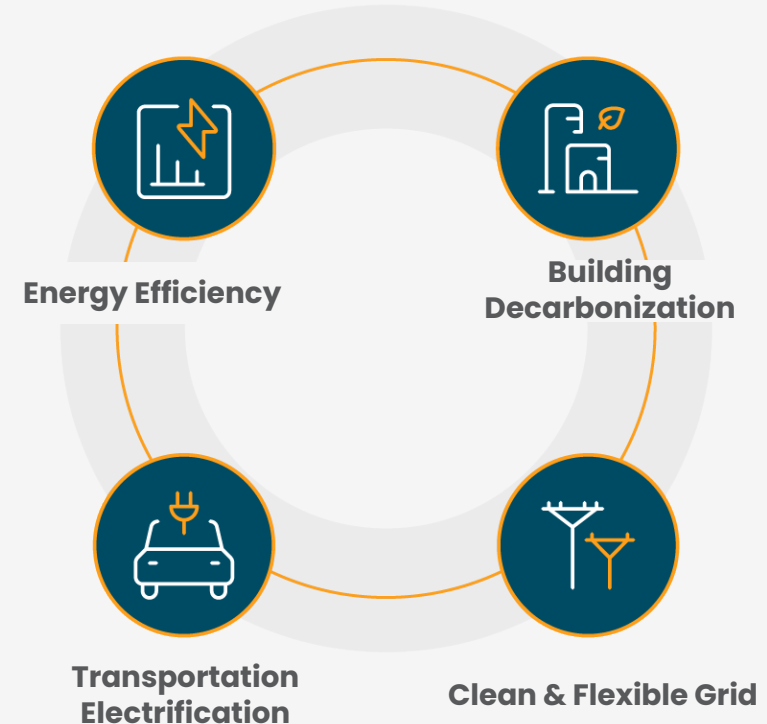 Energy Efficiency
Building
Decarbonization
Transportation
Electrification
Clean & Flexible Grid